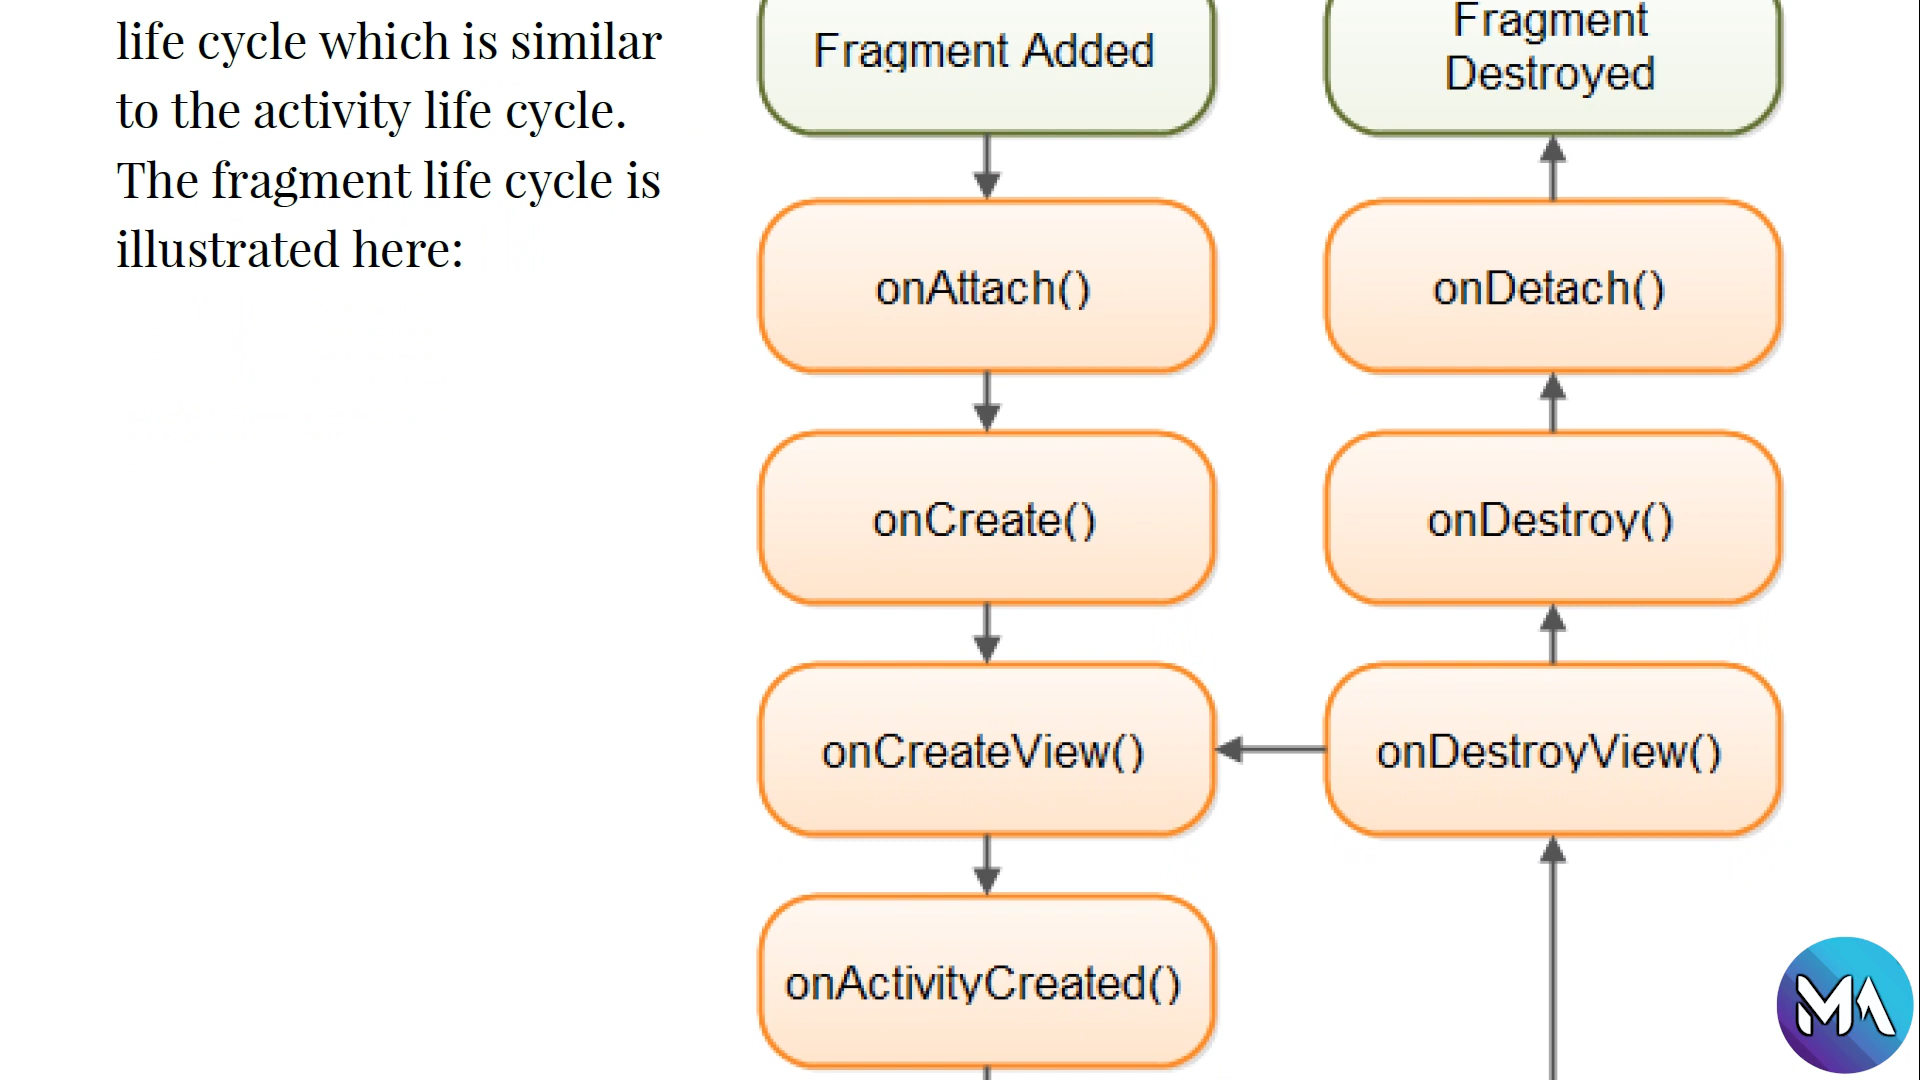 life cycle which is similar
to the activity life cycle.
The fragment life cycle is
illustrated here:
Fragment Added
onAttach()
onCreate()
onCreateView()
onActivityCreated()
Fragment
Destroyed
onDetach()
onDestroy()
onDestroyView()
MA